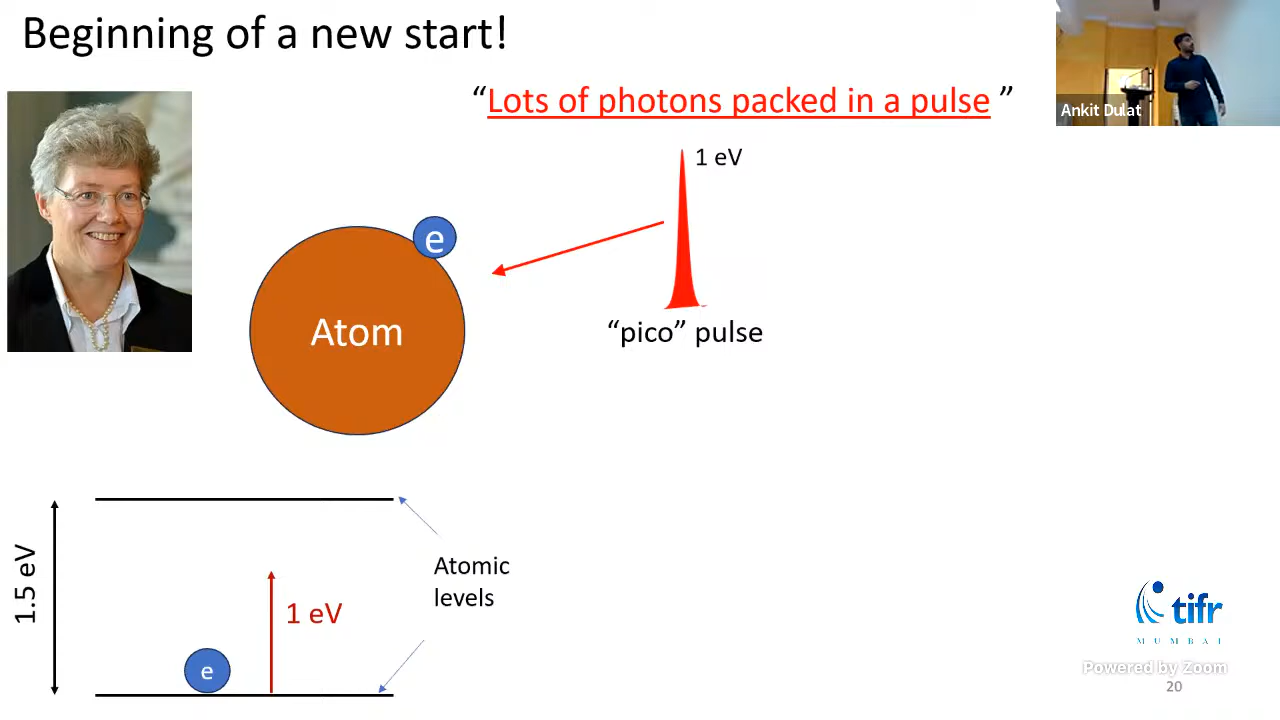 Beginning of a new start!
“Lots of photons packed in a pulse ”
Ankit Dulat
1 eV
e
Atom
“pico” pulse
1.5 eV
Atomic
levels
1 eV
e
tifr
MUMBAI
Powered by Zoom
20